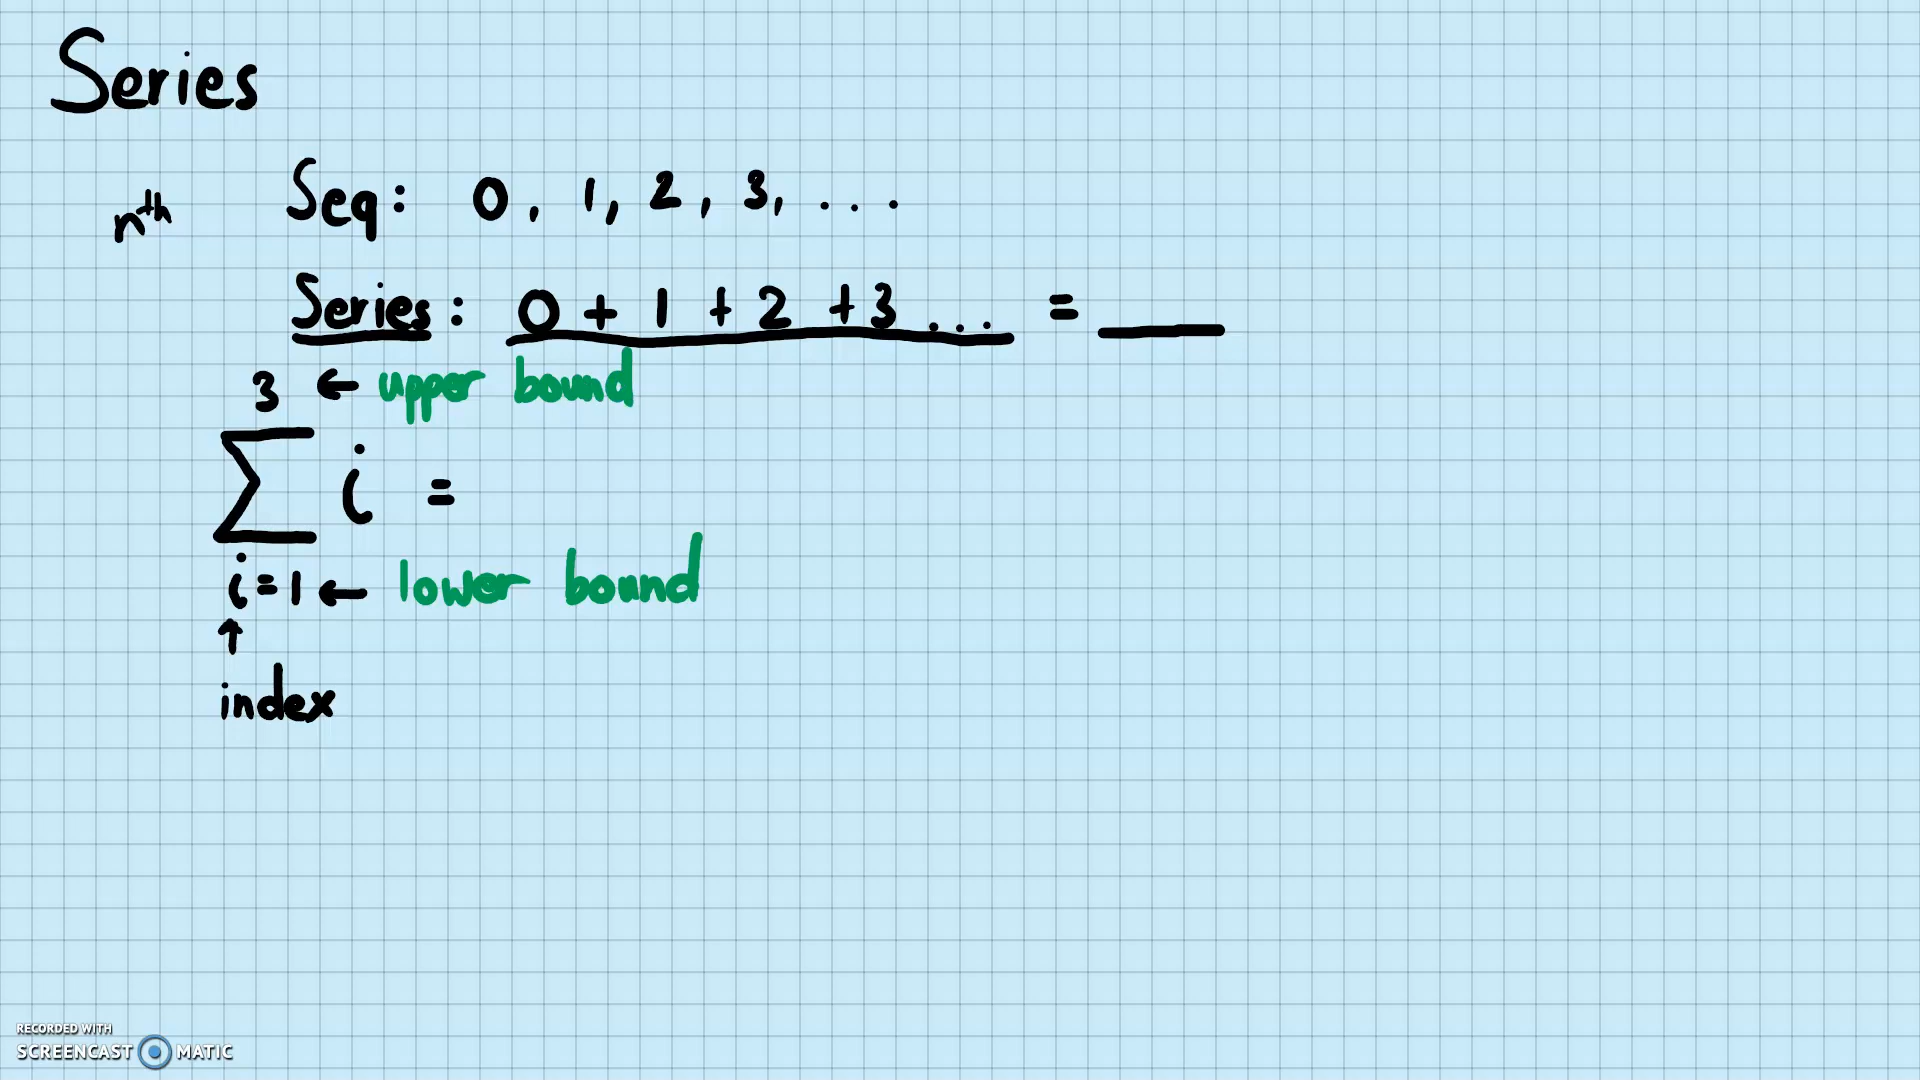 Series
nth
Seq: 0, 1, 2, 3, ...
Series: 0 + 1 + 2 + 3 ... = ___
3 ← upper bound
∑ i =
i = 1 ← lower bound
↑
index
RECORDED WITH
SCREENCAST MATIC